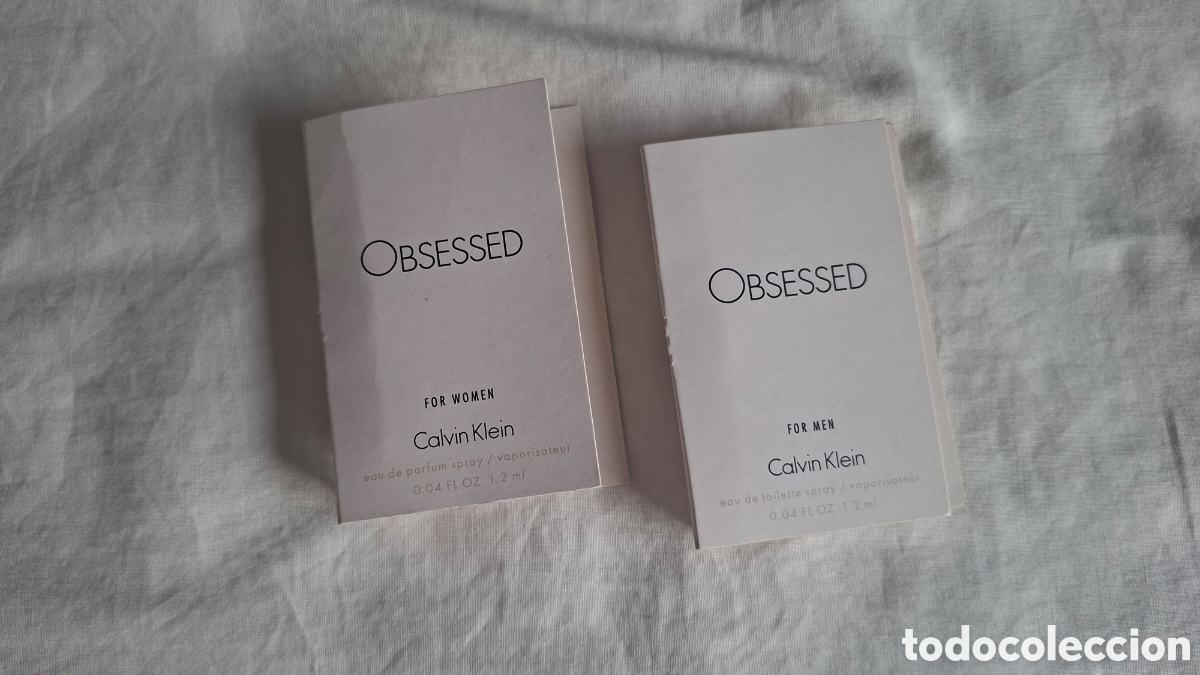 OBSESSED
FOR WOMEN
Calvin Klein
eau de parfum spray / vaporisateur
0.04 FL OZ 1.2 ml
OBSESSED
FOR MEN
Calvin Klein
eau de toilette spray / vaporisateur
0.04 FL OZ 1.2 ml
todocoleccion